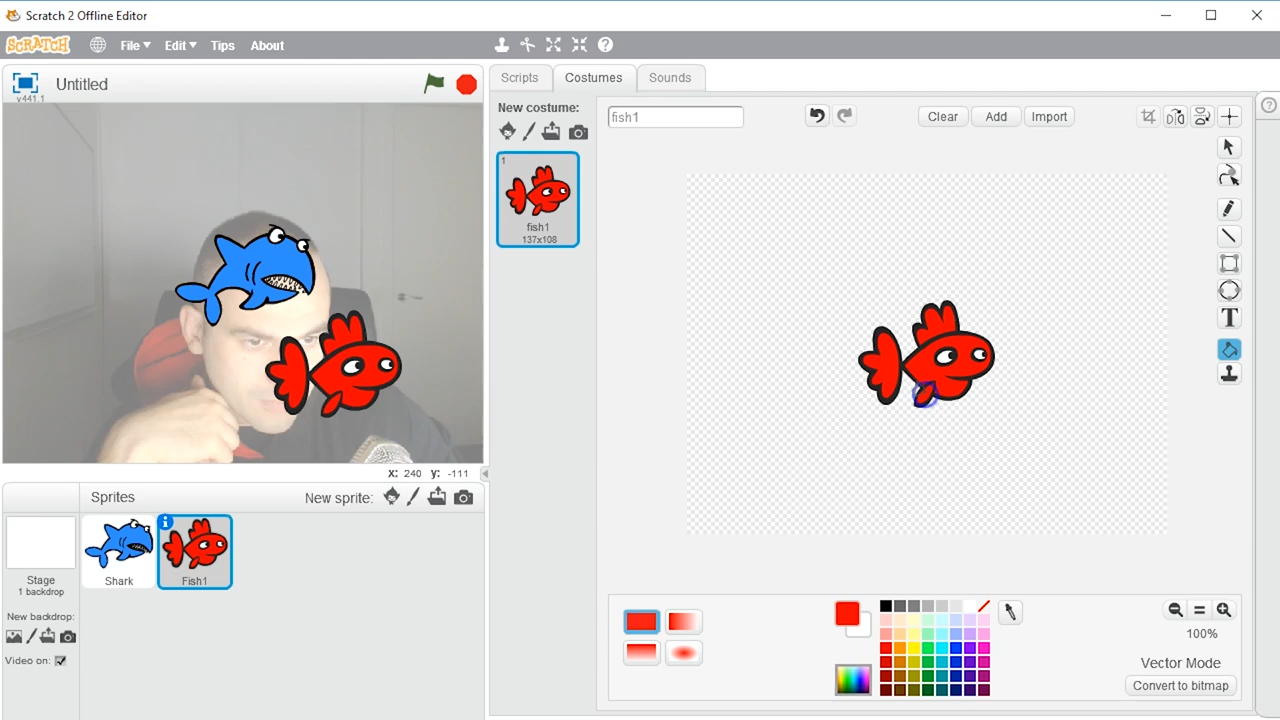 Scratch 2 Offline Editor
SCRATCH File Edit Tips About
v441.1 Untitled
Scripts Costumes Sounds
New costume:
1
fish1
137x108
fish1
Clear Add Import
x: 240 y: -111
Sprites New sprite:
Stage
1 backdrop
Shark
Fish1
New backdrop:
Video on:
T
100%
Vector Mode
Convert to bitmap